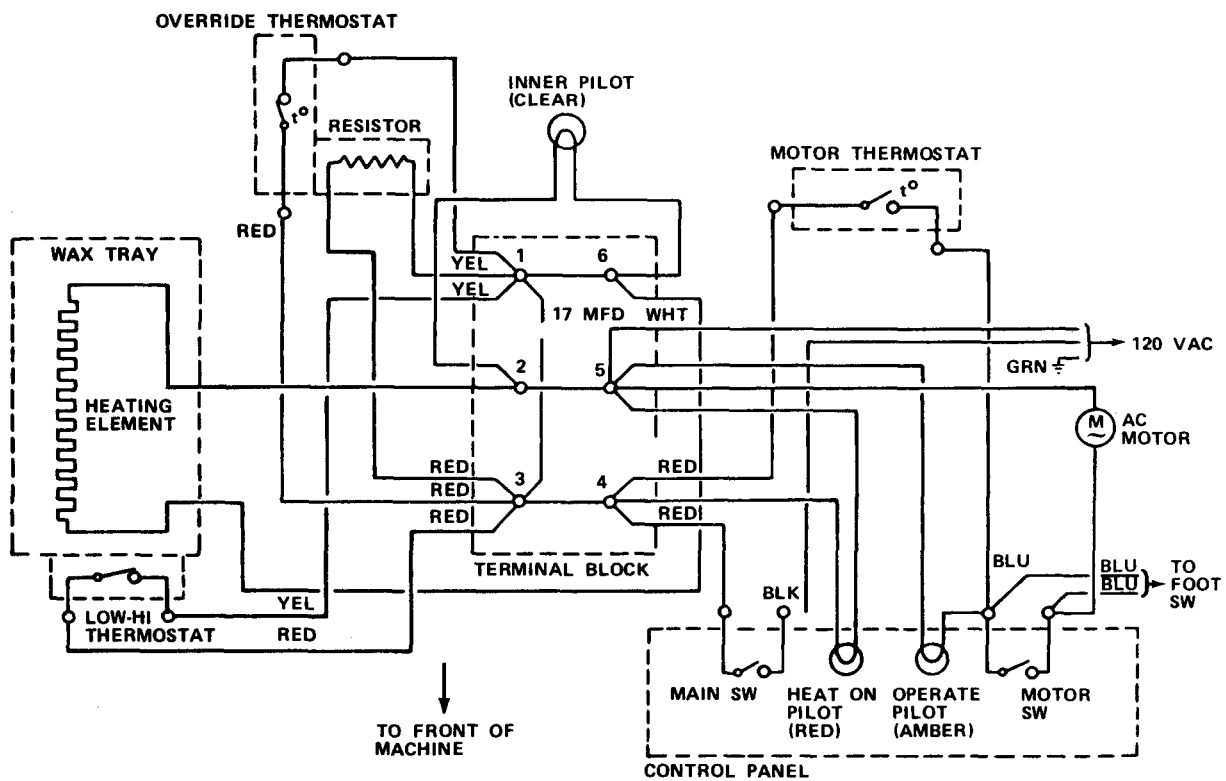 OVERRIDE THERMOSTAT
t°
RESISTOR
INNER PILOT
(CLEAR)
MOTOR THERMOSTAT
t°
RED
WAX TRAY
HEATING
ELEMENT
YEL
YEL
1
6
17 MFD
WHT
2
5
120 VAC
GRN
M
AC
MOTOR
RED
RED
RED
3
4
RED
RED
TERMINAL BLOCK
LOW-HI
THERMOSTAT
YEL
RED
BLK
BLU
BLU
BLU
TO
FOOT
SW
MAIN SW
HEAT ON
PILOT
(RED)
OPERATE
PILOT
(AMBER)
MOTOR
SW
TO FRONT OF
MACHINE
CONTROL PANEL